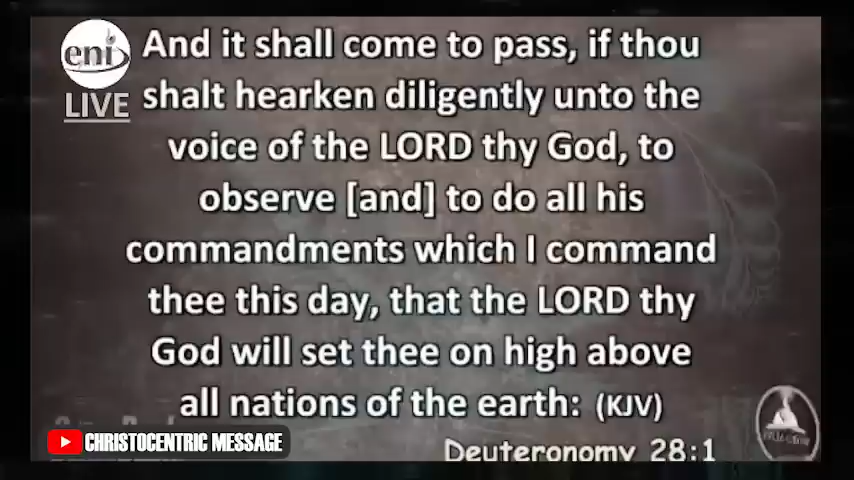 eni
LIVE
And it shall come to pass, if thou
shalt hearken diligently unto the
voice of the LORD thy God, to
observe [and] to do all his
commandments which I command
thee this day, that the LORD thy
God will set thee on high above
all nations of the earth: (KJV)
CHRISTOCENTRIC MESSAGE
Deuteronomy 28:1